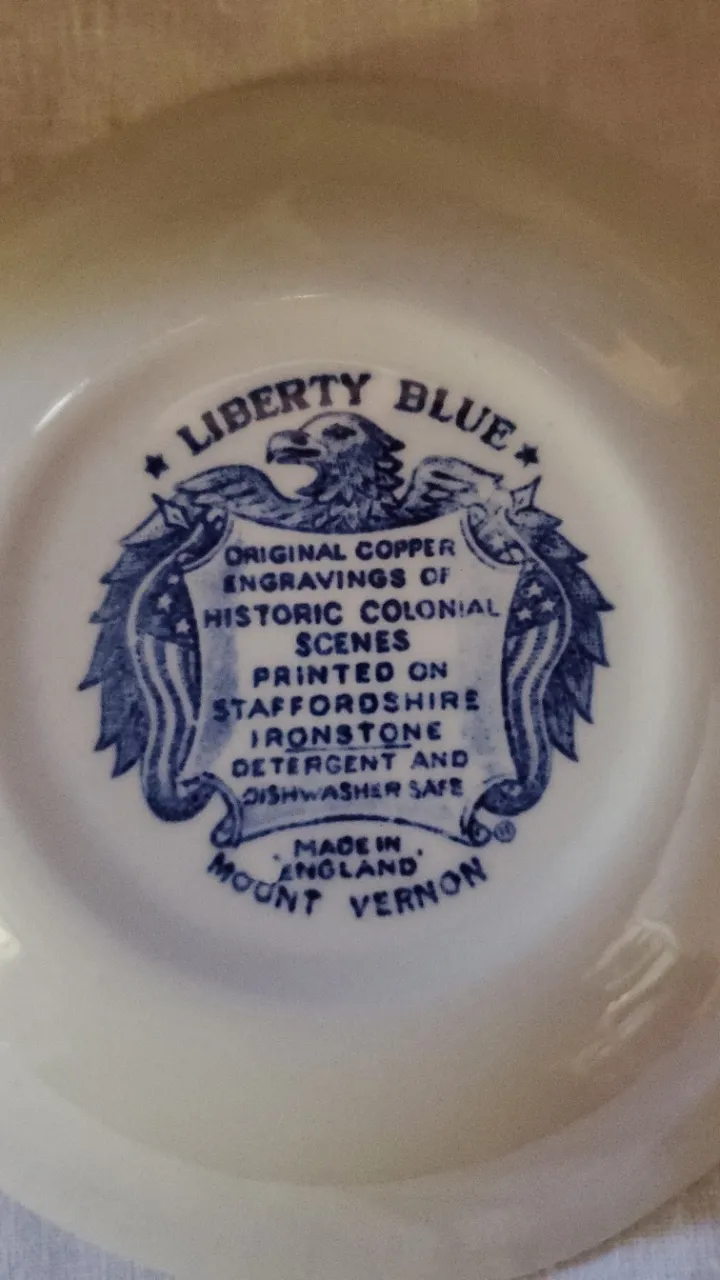 LIBERTY BLUE
ORIGINAL COPPER
ENGRAVINGS OF
HISTORIC COLONIAL
SCENES
PRINTED ON
STAFFORDSHIRE
IRONSTONE
DETERGENT AND
DISHWASHER SAFE
MADE IN
ENGLAND
MOUNT VERNON